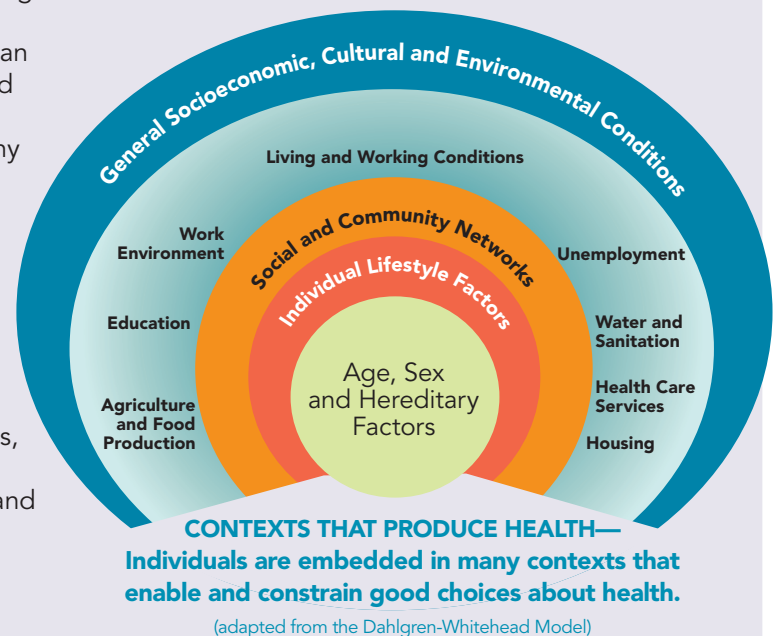 an
General Socioeconomic, Cultural and Environmental Conditions
Living and Working Conditions
Work
Environment
Education
Agriculture
and Food
Production
Social and Community Networks
Individual Lifestyle Factors
Age, Sex
and Hereditary
Factors
Unemployment
Water and
Sanitation
Health Care
Services
Housing
s,
and
CONTEXTS THAT PRODUCE HEALTH—
Individuals are embedded in many contexts that
enable and constrain good choices about health.
(adapted from the Dahlgren-Whitehead Model)